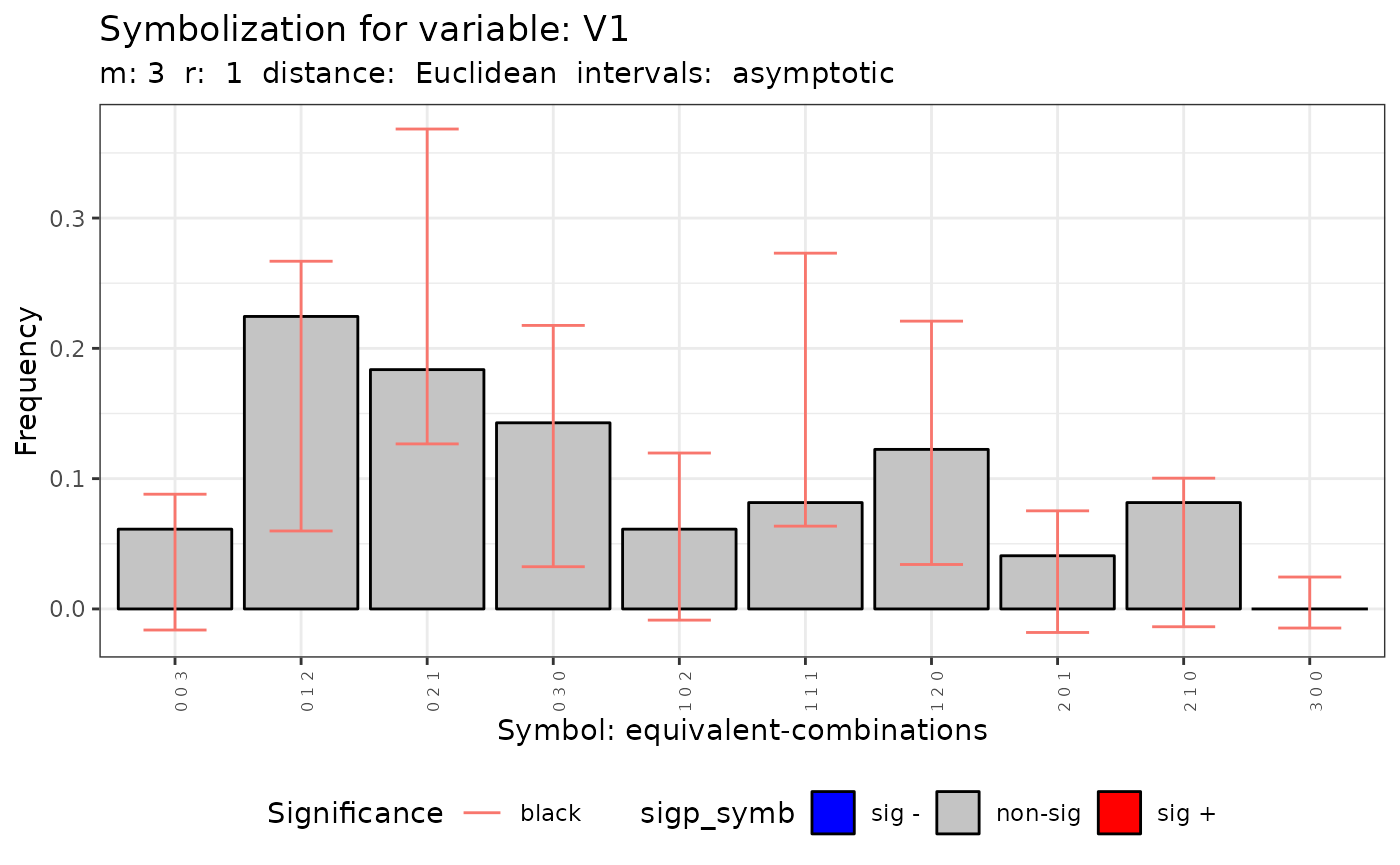 Symbolization for variable: V1
m: 3 r: 1 distance: Euclidean intervals: asymptotic
Frequency
0.3
0.2
0.1
0.0
0 0 3
0 1 2
0 2 1
0 3 0
1 0 2
1 1 1
1 2 0
2 0 1
2 1 0
3 0 0
Symbol: equivalent-combinations
Significance black sigp_symb sig - non-sig sig +